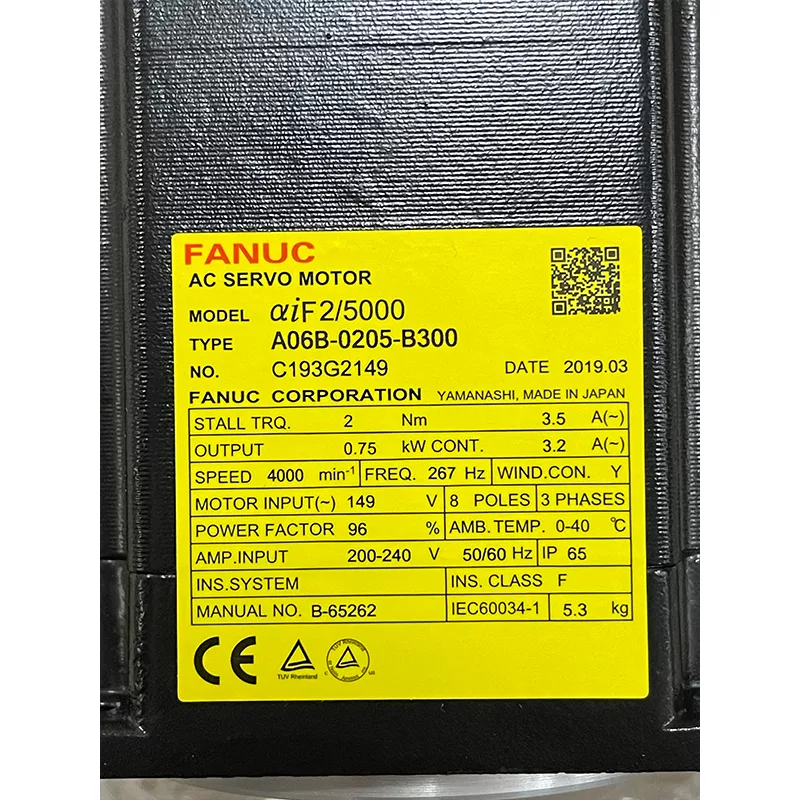 FANUC
AC SERVO MOTOR
MODEL αiF2/5000
TYPE A06B-0205-B300
NO. C193G2149 DATE 2019.03
FANUC CORPORATION YAMANASHI, MADE IN JAPAN
STALL TRQ. 2 Nm 3.5 A(~)
OUTPUT 0.75 kW CONT. 3.2 A(~)
SPEED 4000 min-1 FREQ. 267 Hz WIND.CON. Y
MOTOR INPUT(~) 149 V 8 POLES 3 PHASES
POWER FACTOR 96 % AMB.TEMP. 0-40 ℃
AMP.INPUT 200-240 V 50/60 Hz IP 65
INS.SYSTEM INS. CLASS F
MANUAL NO. B-65262 IEC60034-1 5.3 kg
CE
TUV Rheinland
c us